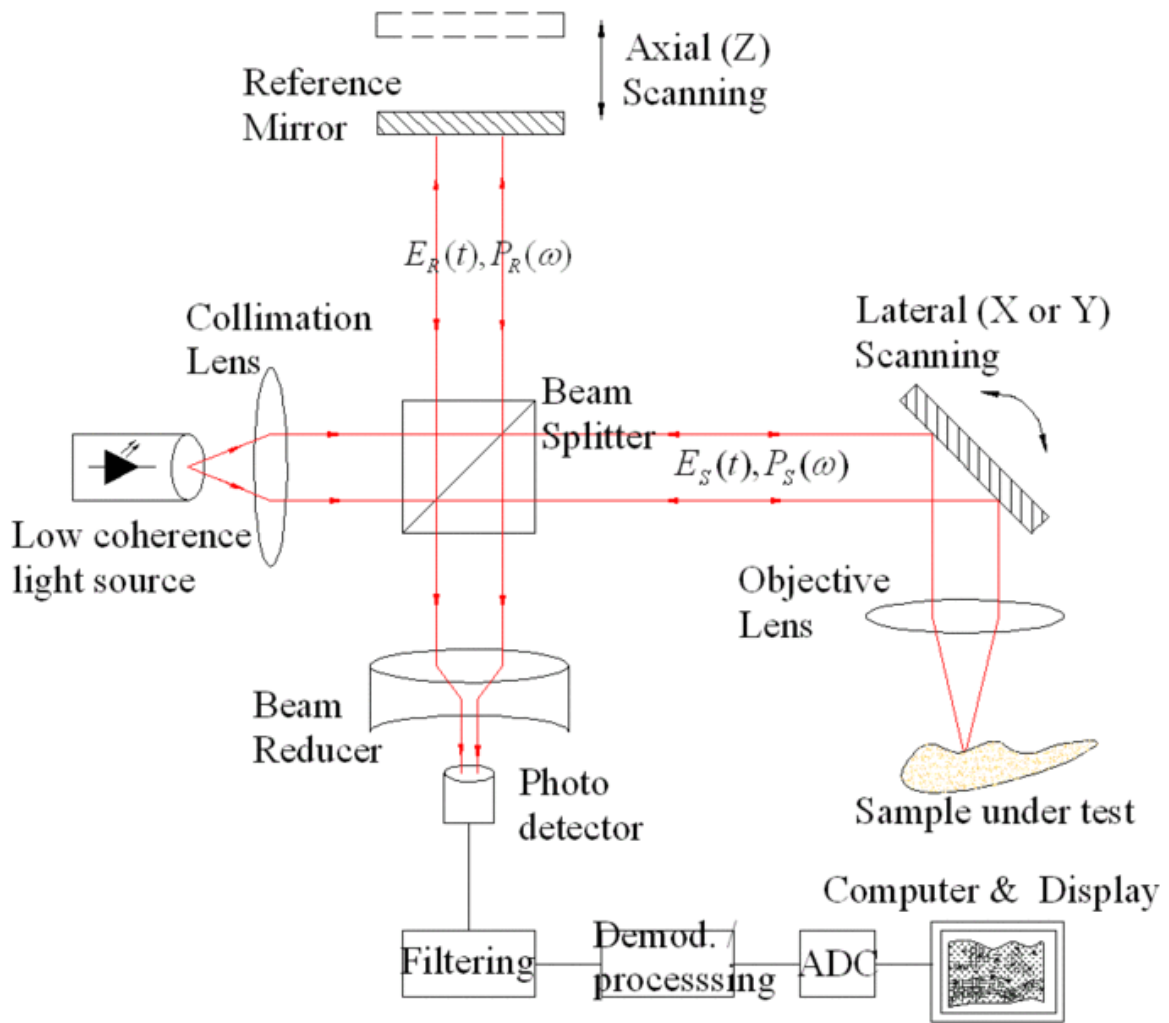 Axial (Z)
Scanning
Reference
Mirror
E_R(t), P_R(ω)
Collimation
Lens
Lateral (X or Y)
Scanning
Beam
Splitter
E_S(t), P_S(ω)
Low coherence
light source
Objective
Lens
Beam
Reducer
Photo
detector
Sample under test
Computer & Display
Filtering
Demod. /
processsing
ADC